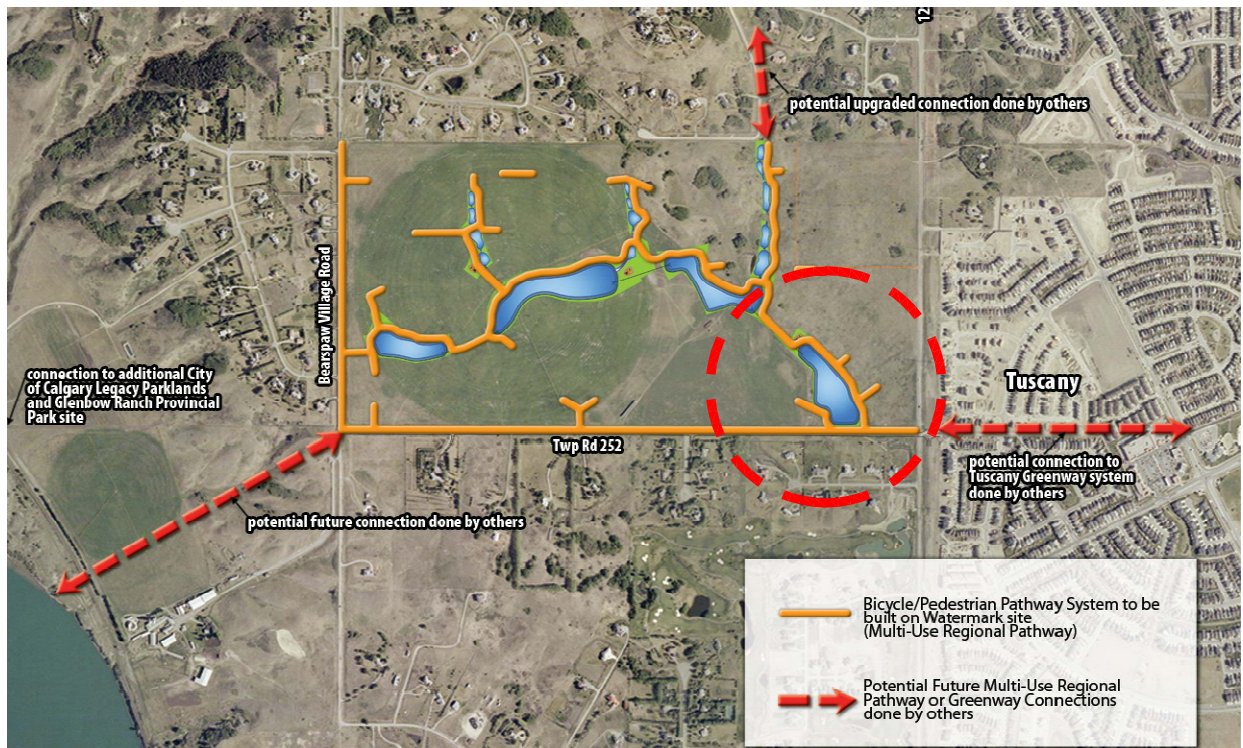 12
potential upgraded connection done by others
Bearspaw Village Road
connection to additional City
of Calgary Legacy Parklands
and Glenbow Ranch Provincial
Park site
Tuscany
Twp Rd 252
potential connection to
Tuscany Greenway system
done by others
potential future connection done by others
Bicycle/Pedestrian Pathway System to be
built on Watermark site
(Multi-Use Regional Pathway)
Potential Future Multi-Use Regional
Pathway or Greenway Connections
done by others